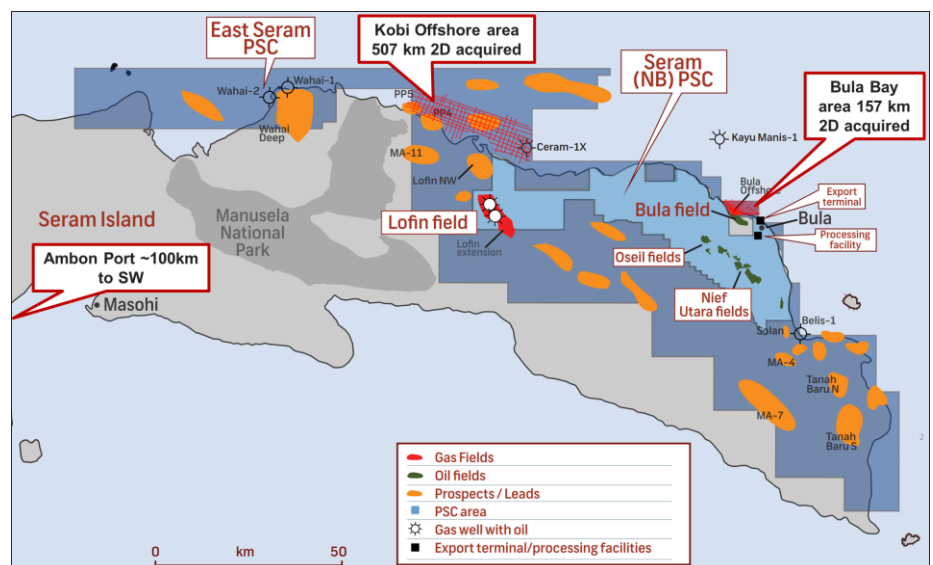 East Seram
PSC
Kobi Offshore area
507 km 2D acquired
Seram
(NB) PSC
Bula Bay
area 157 km
2D acquired
Wahai-2
Wahai-1
Wahai
Deep
PP5
PP4
MA-11
Ceram-1X
Kayu Manis-1
Lofin NW
Bula
Offshore
Export
terminal
Bula field
Bula
Processing
facility
Seram Island
Manusela
National
Park
Lofin field
Lofin
extension
Oseil fields
Ambon Port ~100km
to SW
Masohi
Nief
Utara fields
Belis-1
Solan
MA-4
Tanah
Baru N
MA-7
Tanah
Baru S
2
Gas Fields
Oil fields
Prospects / Leads
PSC area
Gas well with oil
Export terminal/processing facilities
0 km 50